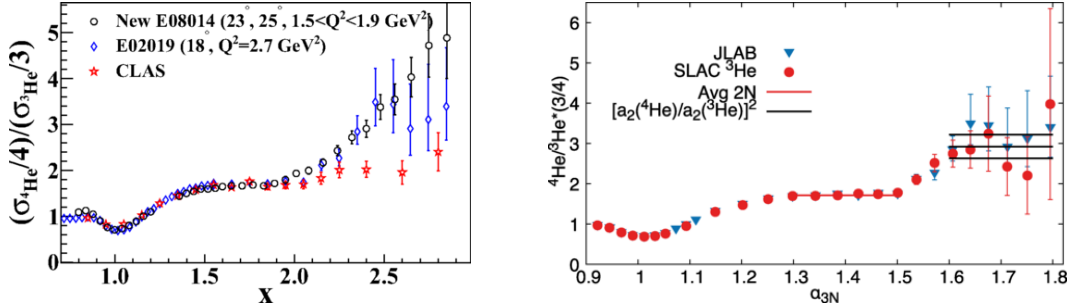 New E08014 (23°, 25°, 1.5<Q²<1.9 GeV²)
E02019 (18°, Q²=2.7 GeV²)
CLAS
(σ₄He/4)/(σ₃He/3)
5
4
3
2
1
0
1.0 1.5 2.0 2.5
X
JLAB
SLAC ³He
Avg 2N
[a₂(⁴He)/a₂(³He)]²
⁴He/³He*(3/4)
6
5
4
3
2
1
0
0.9 1 1.1 1.2 1.3 1.4 1.5 1.6 1.7 1.8
α₃N